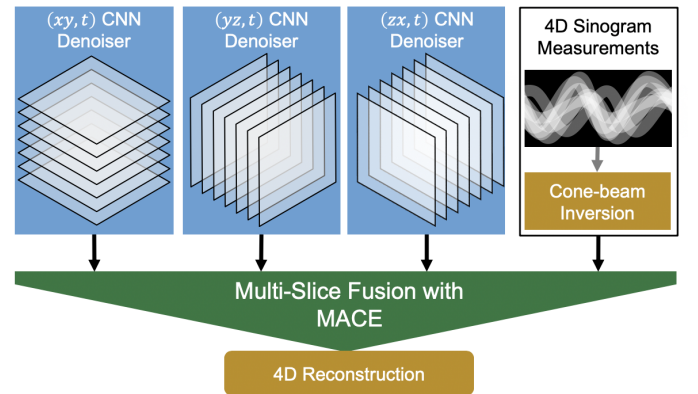 (xy, t) CNN
Denoiser
(yz, t) CNN
Denoiser
(zx, t) CNN
Denoiser
4D Sinogram
Measurements
Cone-beam
Inversion
Multi-Slice Fusion with
MACE
4D Reconstruction